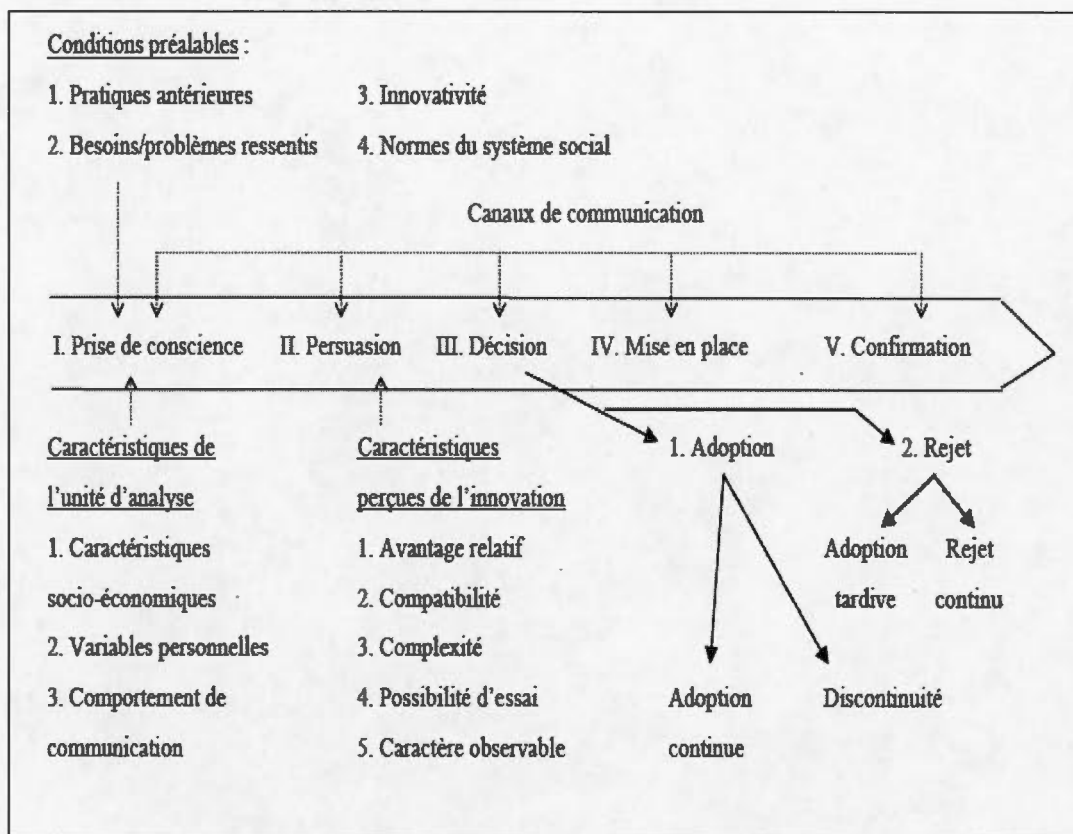 Conditions préalables :
1. Pratiques antérieures
3. Innovativité
2. Besoins/problèmes ressentis
4. Normes du système social
Canaux de communication
I. Prise de conscience
II. Persuasion
III. Décision
IV. Mise en place
V. Confirmation
Caractéristiques de
l'unité d'analyse
1. Caractéristiques
socio-économiques
2. Variables personnelles
3. Comportement de
communication
Caractéristiques
perçues de l'innovation
1. Avantage relatif
2. Compatibilité
3. Complexité
4. Possibilité d'essai
5. Caractère observable
1. Adoption
2. Rejet
Adoption
tardive
Rejet
continu
Adoption
continue
Discontinuité